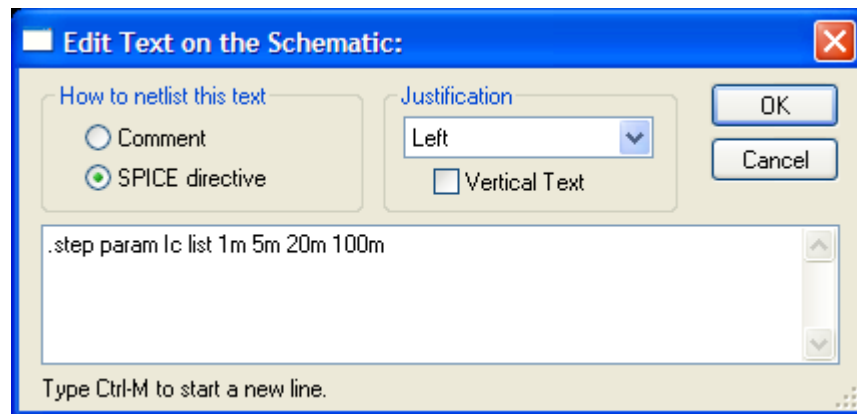 Edit Text on the Schematic:
How to netlist this text
Comment
SPICE directive
Justification
Left
Vertical Text
OK
Cancel
.step param Ic list 1m 5m 20m 100m
Type Ctrl-M to start a new line.